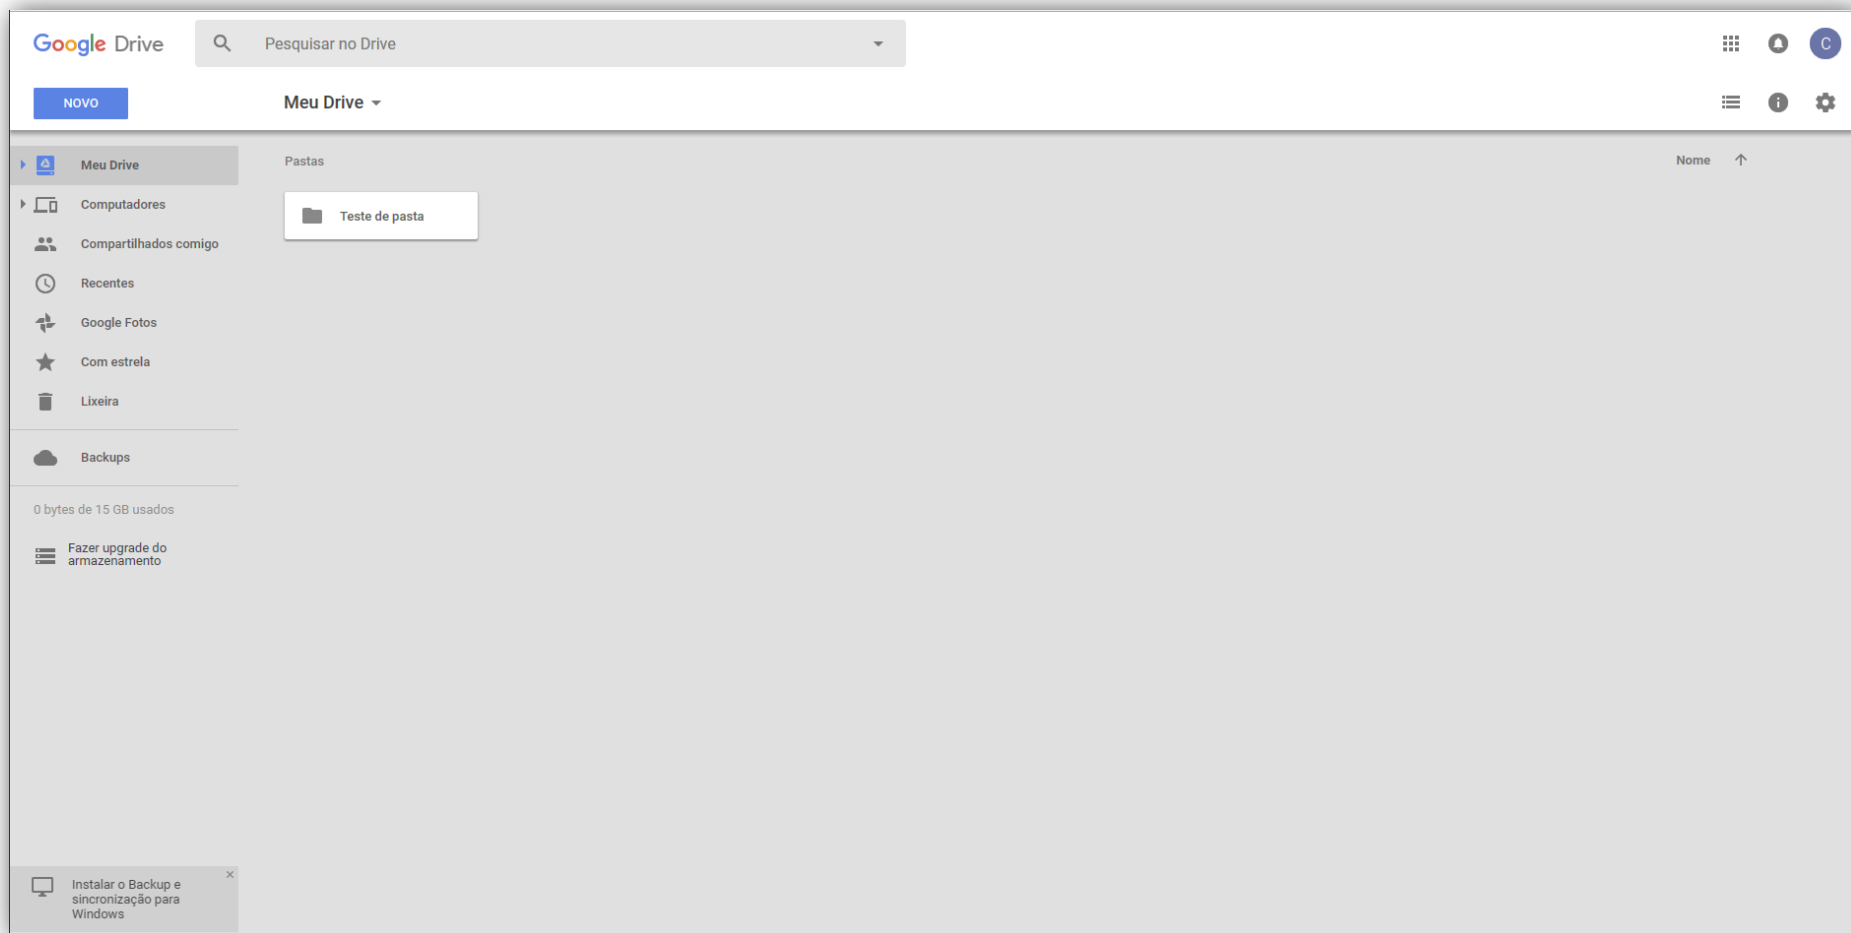 Google Drive
Pesquisar no Drive
C
NOVO
Meu Drive
Meu Drive
Computadores
Compartilhados comigo
Recentes
Google Fotos
Com estrela
Lixeira
Backups
0 bytes de 15 GB usados
Fazer upgrade do
armazenamento
Instalar o Backup e
sincronização para
Windows
Pastas
Nome
Teste de pasta